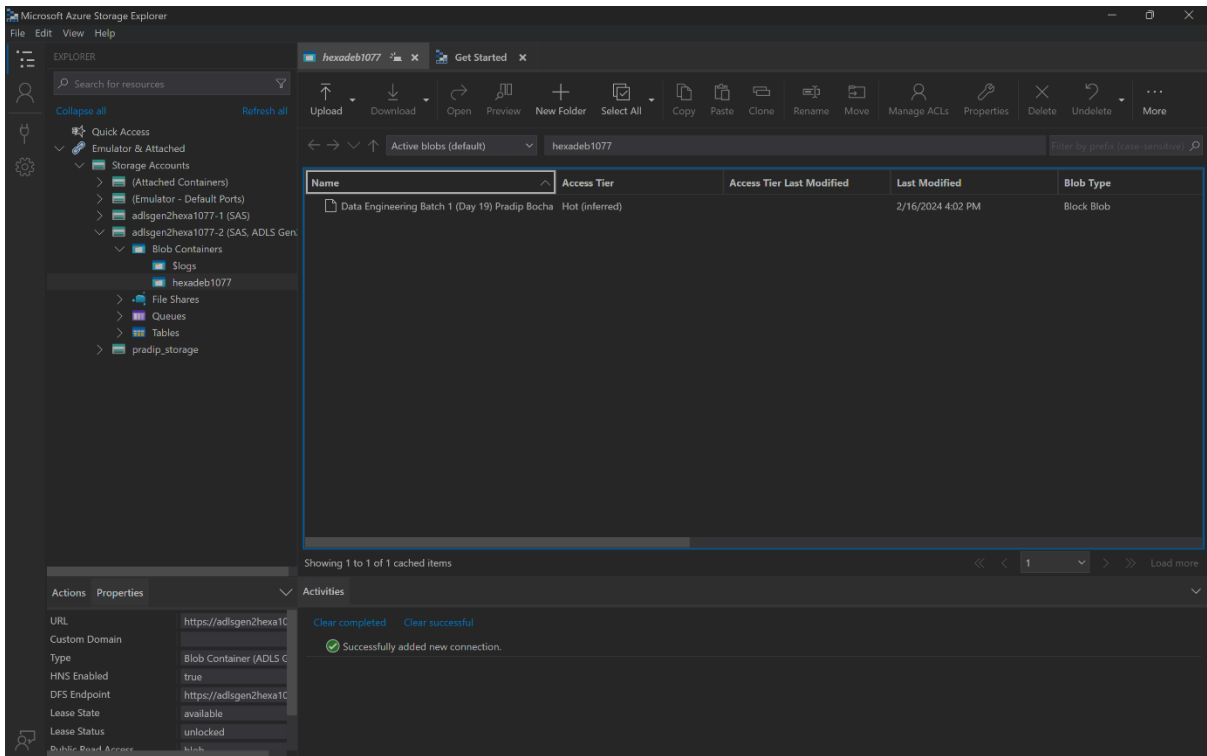 Microsoft Azure Storage Explorer
File Edit View Help
EXPLORER
Search for resources
Collapse all Refresh all
Quick Access
Emulator & Attached
Storage Accounts
(Attached Containers)
(Emulator - Default Ports)
adlsgen2hexa1077-1 (SAS)
adlsgen2hexa1077-2 (SAS, ADLS Gen
Blob Containers
$logs
hexadeb1077
File Shares
Queues
Tables
pradip_storage
hexadeb1077 Get Started
Upload Download Open Preview New Folder Select All Copy Paste Clone Rename Move Manage ACLs Properties Delete Undelete More
Active blobs (default) hexadeb1077 Filter by prefix (case-sensitive)
Name Access Tier Access Tier Last Modified Last Modified Blob Type
Data Engineering Batch 1 (Day 19) Pradip Bocha Hot (inferred) 2/16/2024 4:02 PM Block Blob
Showing 1 to 1 of 1 cached items 1 Load more
Actions Properties
URL https://adlsgen2hexa10
Custom Domain
Type Blob Container (ADLS G
HNS Enabled true
DFS Endpoint https://adlsgen2hexa10
Lease State available
Lease Status unlocked
Public Read Access blob
Activities
Clear completed Clear successful
Successfully added new connection.